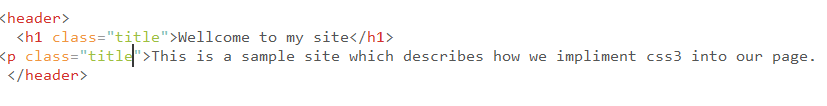 <header>
<h1 class="title">Wellcome to my site</h1>
<p class="title">This is a sample site which describes how we impliment css3 into our page.
</header>